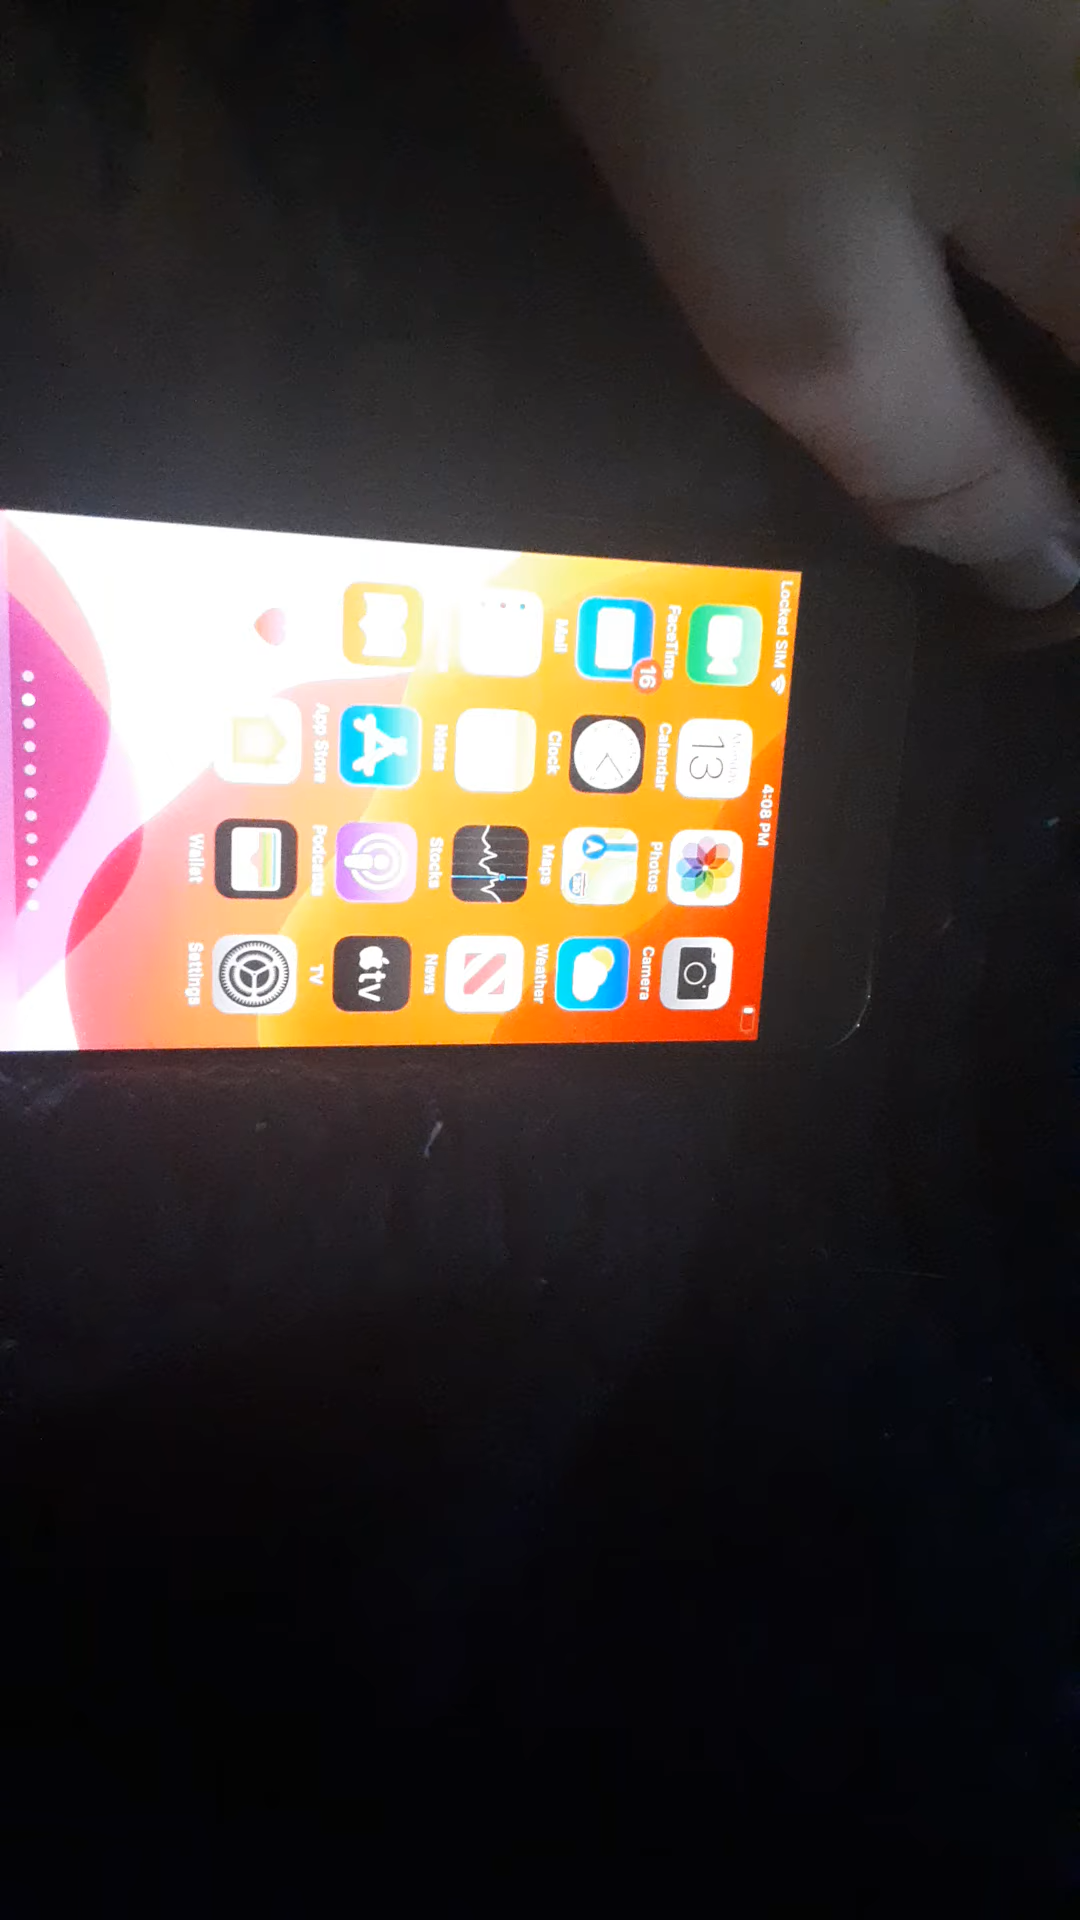 Locked SIM 4:08 PM
Monday
13
16
FaceTime Calendar Photos Camera
Mail Clock Maps Weather
Notes Stocks News
tv
App Store Podcasts TV
Wallet Settings